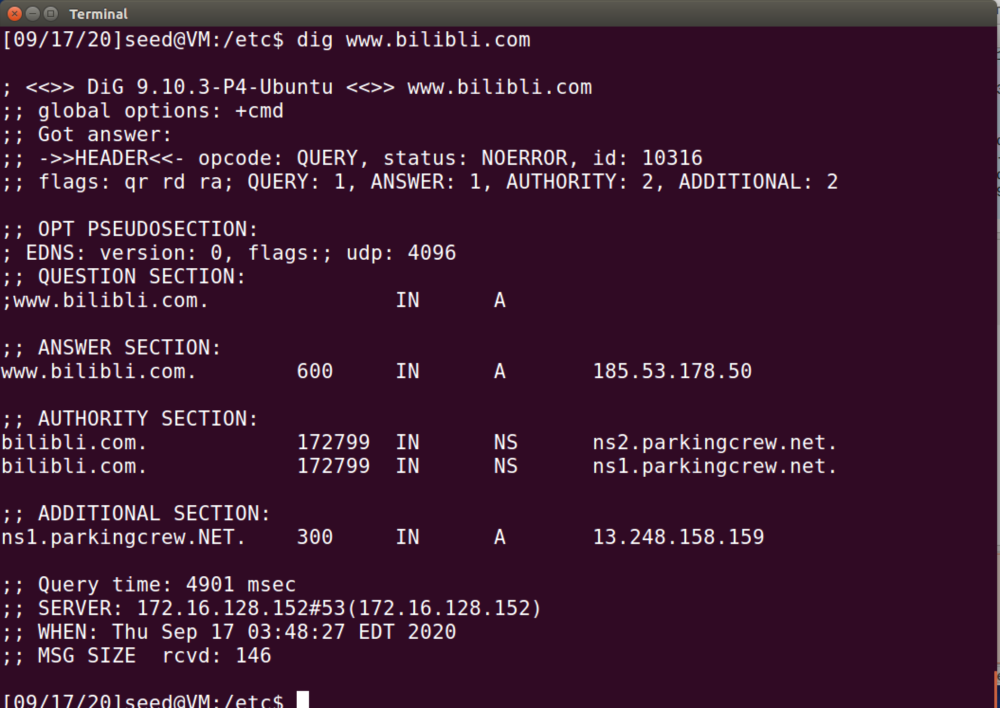 Terminal
[09/17/20]seed@VM:/etc$ dig www.bilibli.com
; <<>> DiG 9.10.3-P4-Ubuntu <<>> www.bilibli.com
;; global options: +cmd
;; Got answer:
;; ->>HEADER<<- opcode: QUERY, status: NOERROR, id: 10316
;; flags: qr rd ra; QUERY: 1, ANSWER: 1, AUTHORITY: 2, ADDITIONAL: 2
;; OPT PSEUDOSECTION:
; EDNS: version: 0, flags:; udp: 4096
;; QUESTION SECTION:
;www.bilibli.com. IN A
;; ANSWER SECTION:
www.bilibli.com. 600 IN A 185.53.178.50
;; AUTHORITY SECTION:
bilibli.com. 172799 IN NS ns2.parkingcrew.net.
bilibli.com. 172799 IN NS ns1.parkingcrew.net.
;; ADDITIONAL SECTION:
ns1.parkingcrew.NET. 300 IN A 13.248.158.159
;; Query time: 4901 msec
;; SERVER: 172.16.128.152#53(172.16.128.152)
;; WHEN: Thu Sep 17 03:48:27 EDT 2020
;; MSG SIZE  rcvd: 146
[09/17/20]seed@VM:/etc$